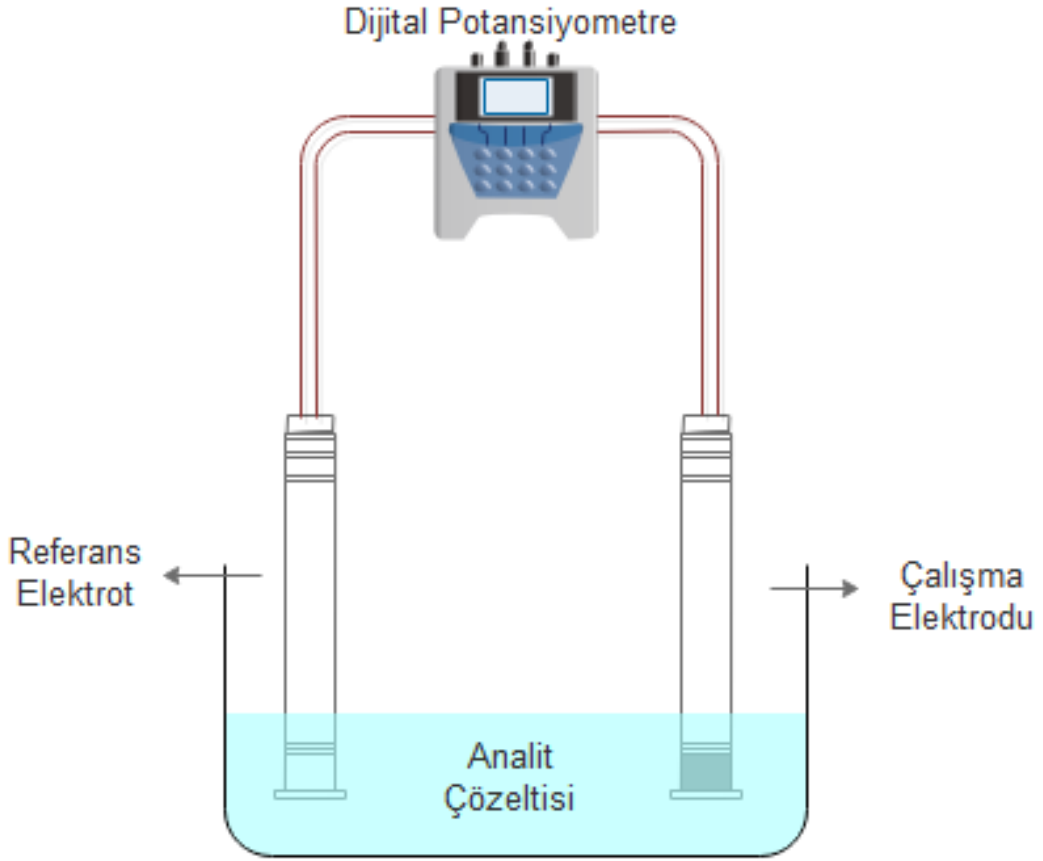 Dijital Potansiyometre
Referans
Elektrot
Çalışma
Elektrodu
Analit
Çözeltisi